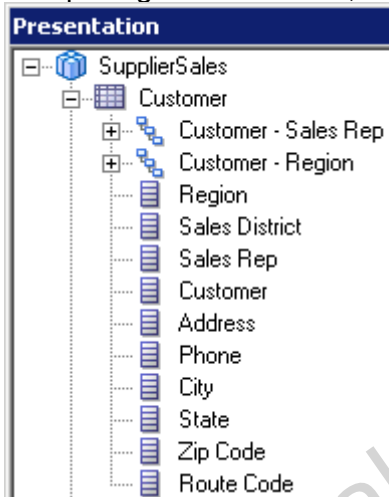 Presentation
SupplierSales
Customer
Customer - Sales Rep
Customer - Region
Region
Sales District
Sales Rep
Customer
Address
Phone
City
State
Zip Code
Route Code